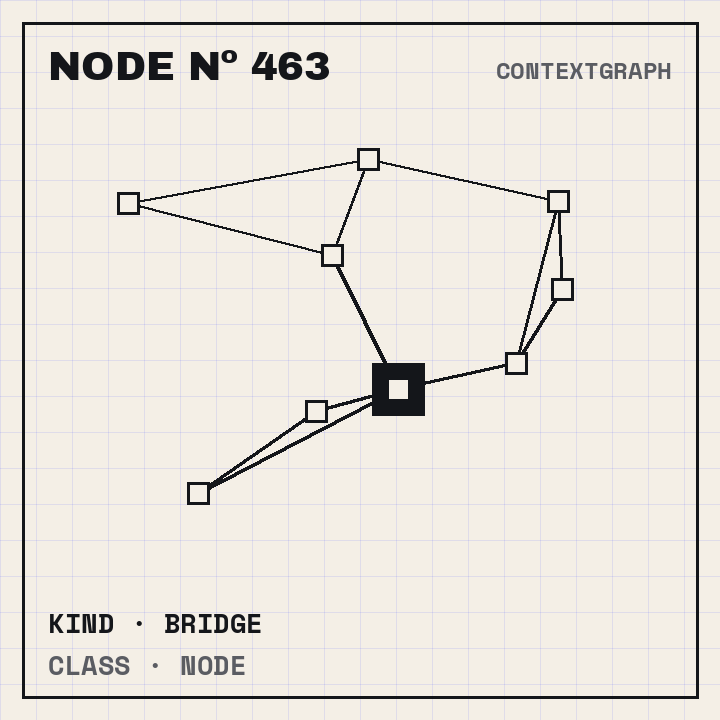 NODE Nº 463
CONTEXTGRAPH
KIND · BRIDGE
CLASS · NODE